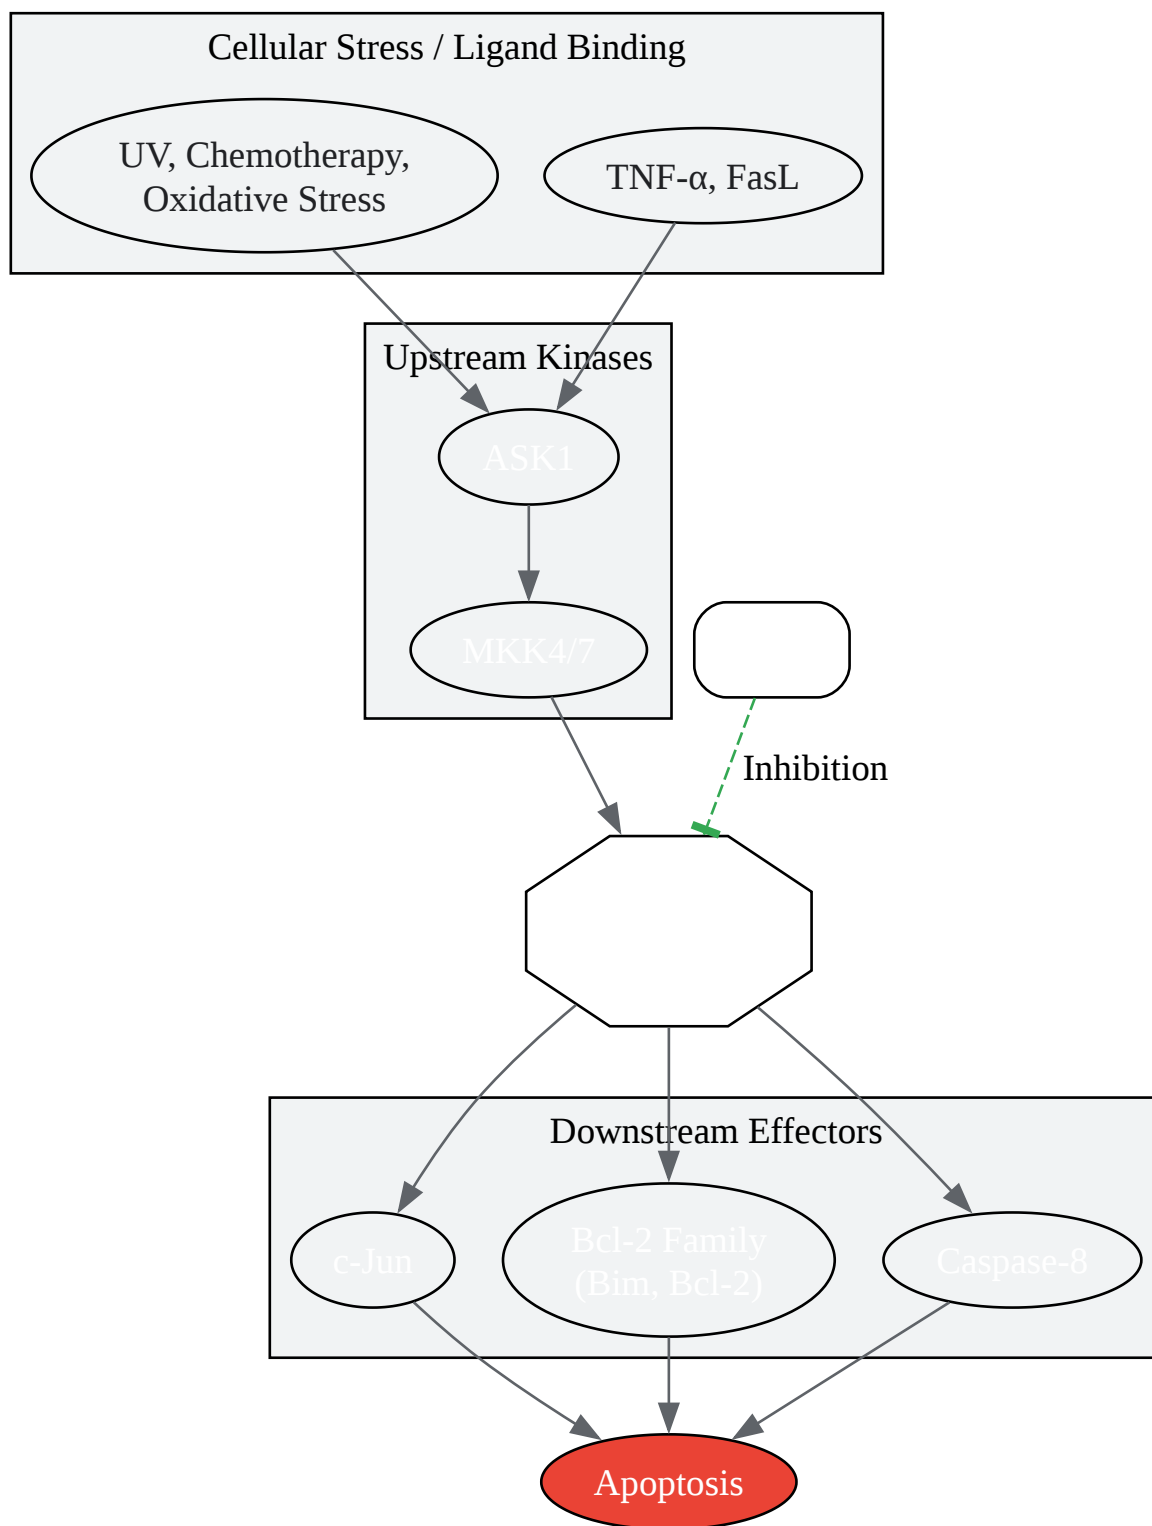 Cellular Stress / Ligand Binding
UV, Chemotherapy,
Oxidative Stress
TNF-α, FasL
Upstream Kinases
ASK1
MKK4/7
Inhibition
Downstream Effectors
c-Jun
Bcl-2 Family
(Bim, Bcl-2)
Caspase-8
Apoptosis